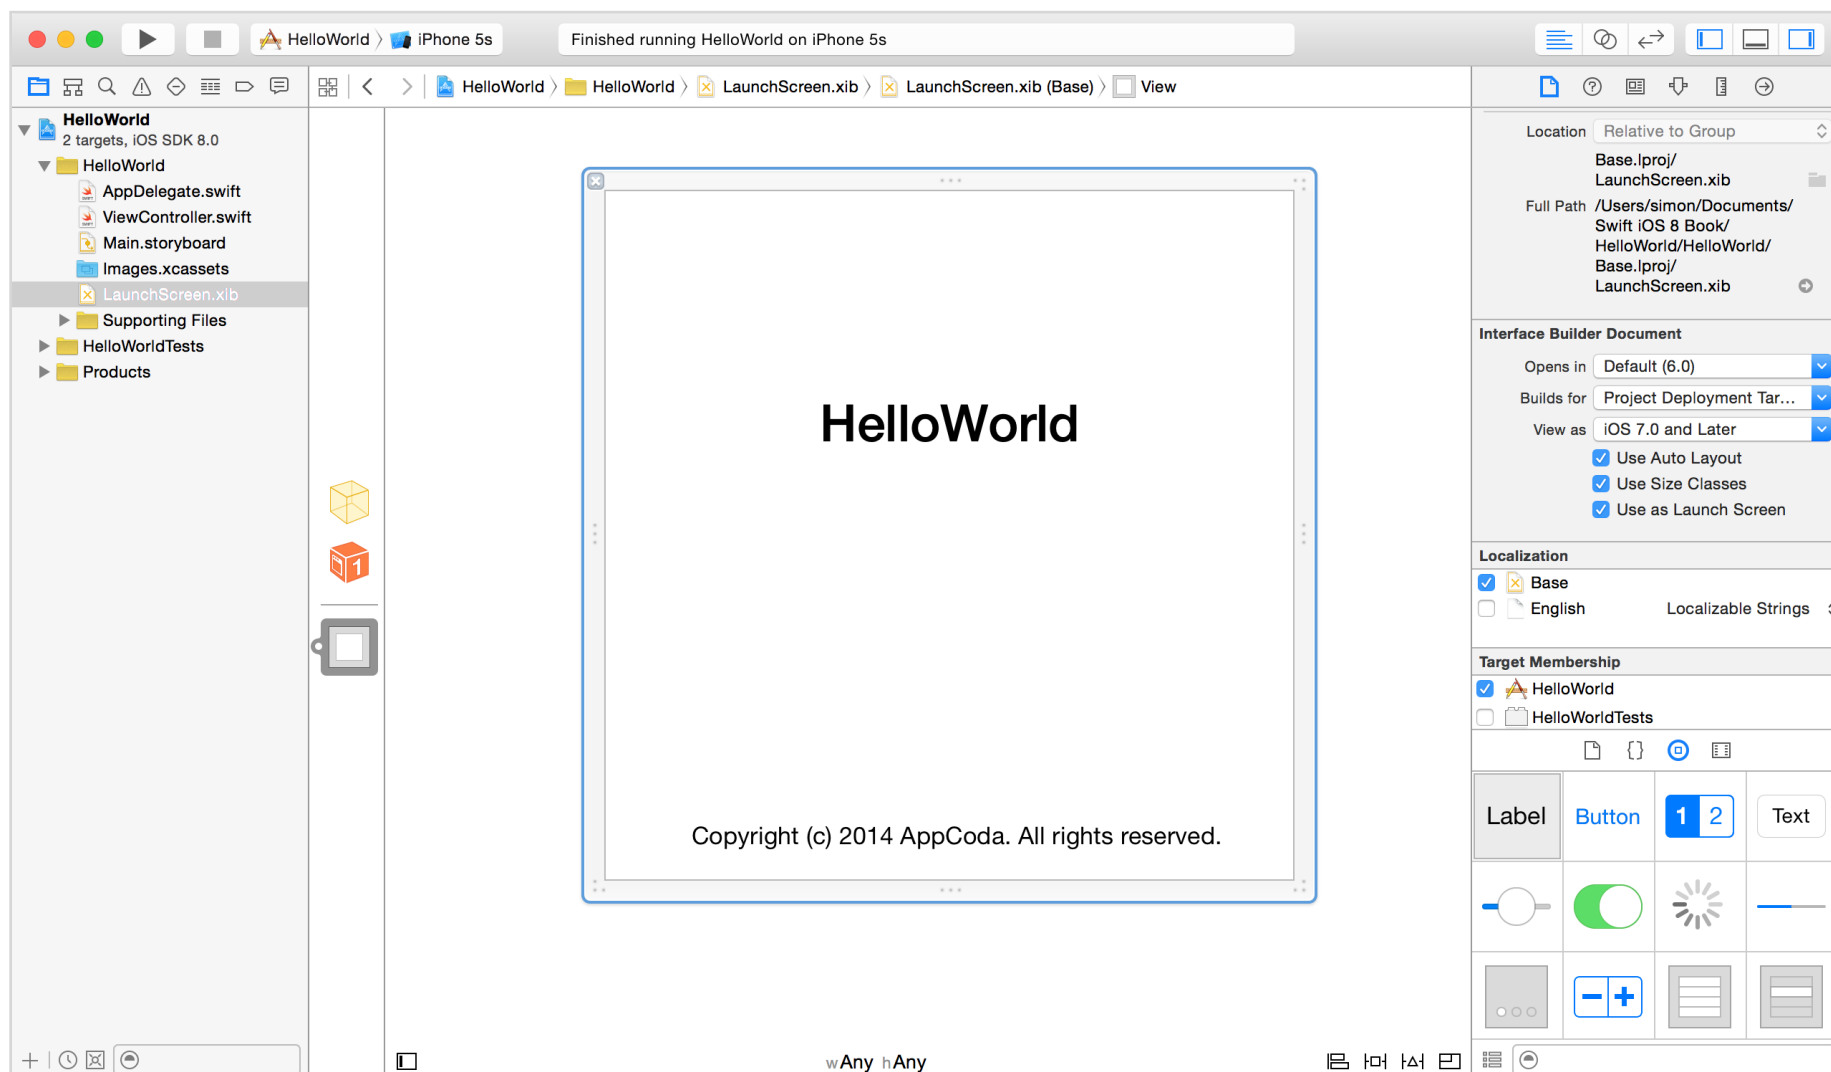 HelloWorld
iPhone 5s
Finished running HelloWorld on iPhone 5s
HelloWorld
HelloWorld
LaunchScreen.xib
LaunchScreen.xib (Base)
View
HelloWorld
2 targets, iOS SDK 8.0
HelloWorld
AppDelegate.swift
ViewController.swift
Main.storyboard
Images.xcassets
LaunchScreen.xib
Supporting Files
HelloWorldTests
Products
1
HelloWorld
Copyright (c) 2014 AppCoda. All rights reserved.
wAny hAny
Location Relative to Group
Base.lproj/
LaunchScreen.xib
Full Path /Users/simon/Documents/
Swift iOS 8 Book/
HelloWorld/HelloWorld/
Base.lproj/
LaunchScreen.xib
Interface Builder Document
Opens in Default (6.0)
Builds for Project Deployment Tar...
View as iOS 7.0 and Later
Use Auto Layout
Use Size Classes
Use as Launch Screen
Localization
Base
English Localizable Strings
Target Membership
HelloWorld
HelloWorldTests
Label Button 1 2 Text